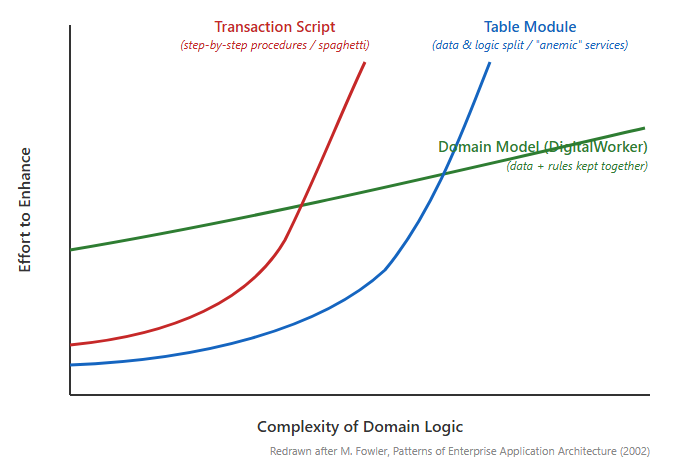 Transaction Script
(step-by-step procedures / spaghetti)
Table Module
(data & logic split / "anemic" services)
Domain Model (DigitalWorker)
(data + rules kept together)
Effort to Enhance
Complexity of Domain Logic
Redrawn after M. Fowler, Patterns of Enterprise Application Architecture (2002)